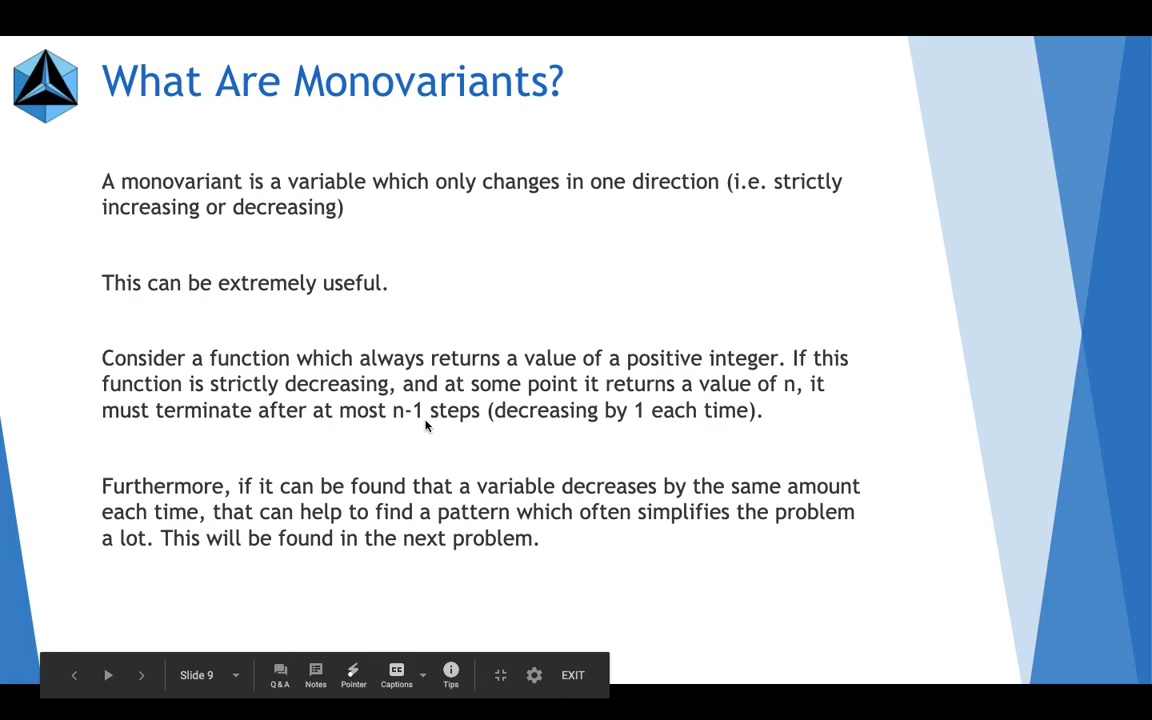 What Are Monovariants?
A monovariant is a variable which only changes in one direction (i.e. strictly
increasing or decreasing)
This can be extremely useful.
Consider a function which always returns a value of a positive integer. If this
function is strictly decreasing, and at some point it returns a value of n, it
must terminate after at most n-1 steps (decreasing by 1 each time).
Furthermore, if it can be found that a variable decreases by the same amount
each time, that can help to find a pattern which often simplifies the problem
a lot. This will be found in the next problem.
Slide 9
Q & A
Notes
Pointer
CC
Captions
Tips
EXIT